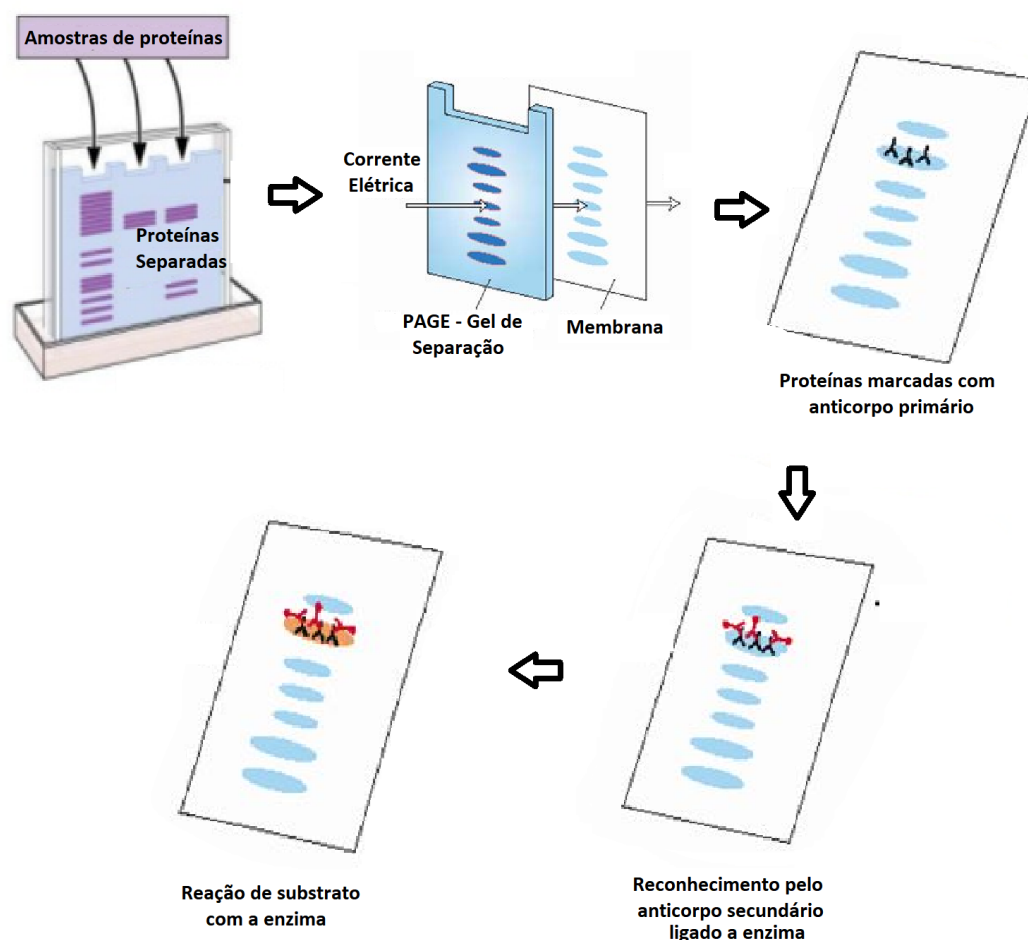 Amostras de proteínas
Proteínas
Separadas
Corrente
Elétrica
PAGE - Gel de
Separação
Membrana
Proteínas marcadas com
anticorpo primário
Reconhecimento pelo
anticorpo secundário
ligado a enzima
Reação de substrato
com a enzima